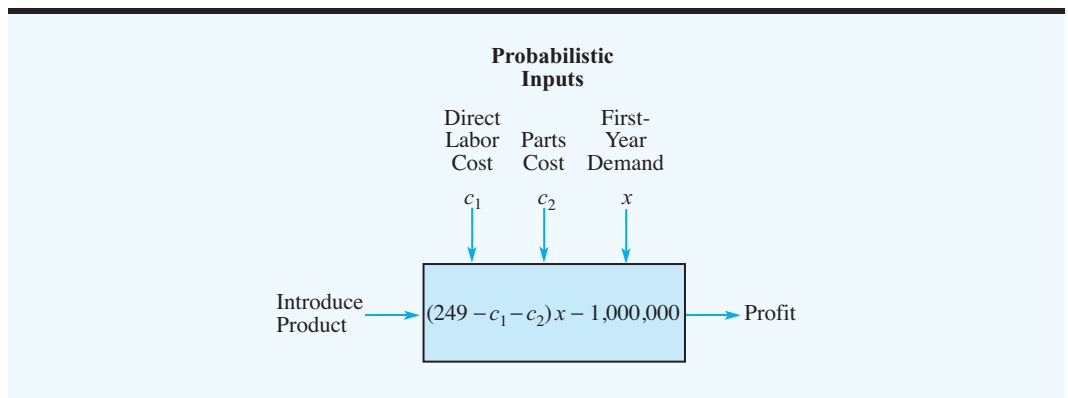 Probabilistic
Inputs
Direct
Labor
Cost
Parts
Cost
First-
Year
Demand
c₁
c₂
x
Introduce
Product
(249 – c₁ – c₂) x – 1,000,000
Profit